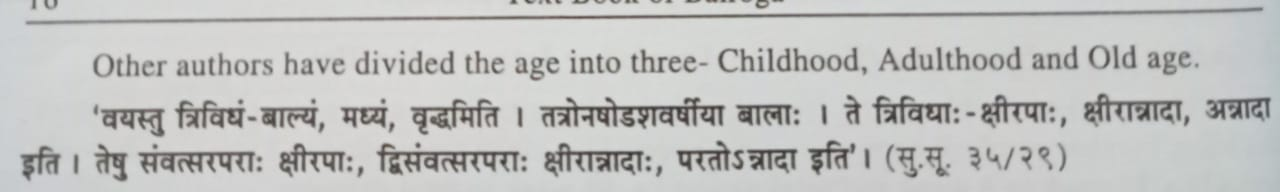 Other authors have divided the age into three- Childhood, Adulthood and Old age.
'वयस्तु त्रिविधं-बाल्यं, मध्यं, वृद्धमिति । तत्रोनषोडशवर्षीया बालाः । ते त्रिविधाः-क्षीरपाः, क्षीरान्नादा, अन्नादा
इति । तेषु संवत्सरपराः क्षीरपाः, द्विसंवत्सरपराः क्षीरान्नादाः, परतोऽन्नादा इति'। (सु.सू. ३५/२९)